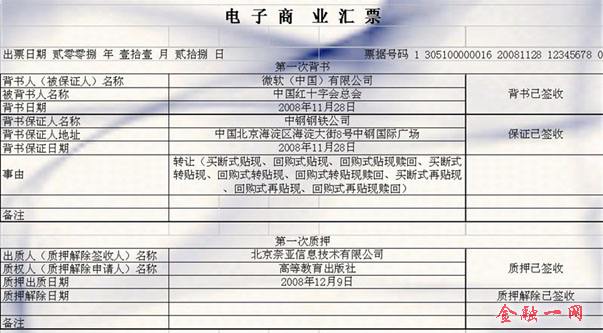 电子商业汇票
出票日期 贰零零捌 年 壹拾壹 月 贰拾捌 日 票据号码 1 305100000016 20081128 12345678 0
第一次背书
背书人（被保证人）名称 微软（中国）有限公司 背书已签收
被背书人名称 中国红十字会总会
背书日期 2008年11月28日
背书保证人名称 中钢钢铁公司 保证已签收
背书保证人地址 中国北京海淀区海淀大街8号中钢国际广场
背书保证日期 2008年11月28日
事由 转让（买断式贴现、回购式贴现、回购式贴现赎回、买断式
转贴现、回购式转贴现、回购式转贴现赎回、买断式再贴现
、回购式再贴现、回购式再贴现赎回）
备注
第一次质押
出质人（质押解除签收人）名称 北京奈亚信息技术有限公司 质押已签收
质权人（质押解除申请人）名称 高等教育出版社
质押出质日期 2008年12月9日
质押解除日期 质押解除已签收
备注
金融一网